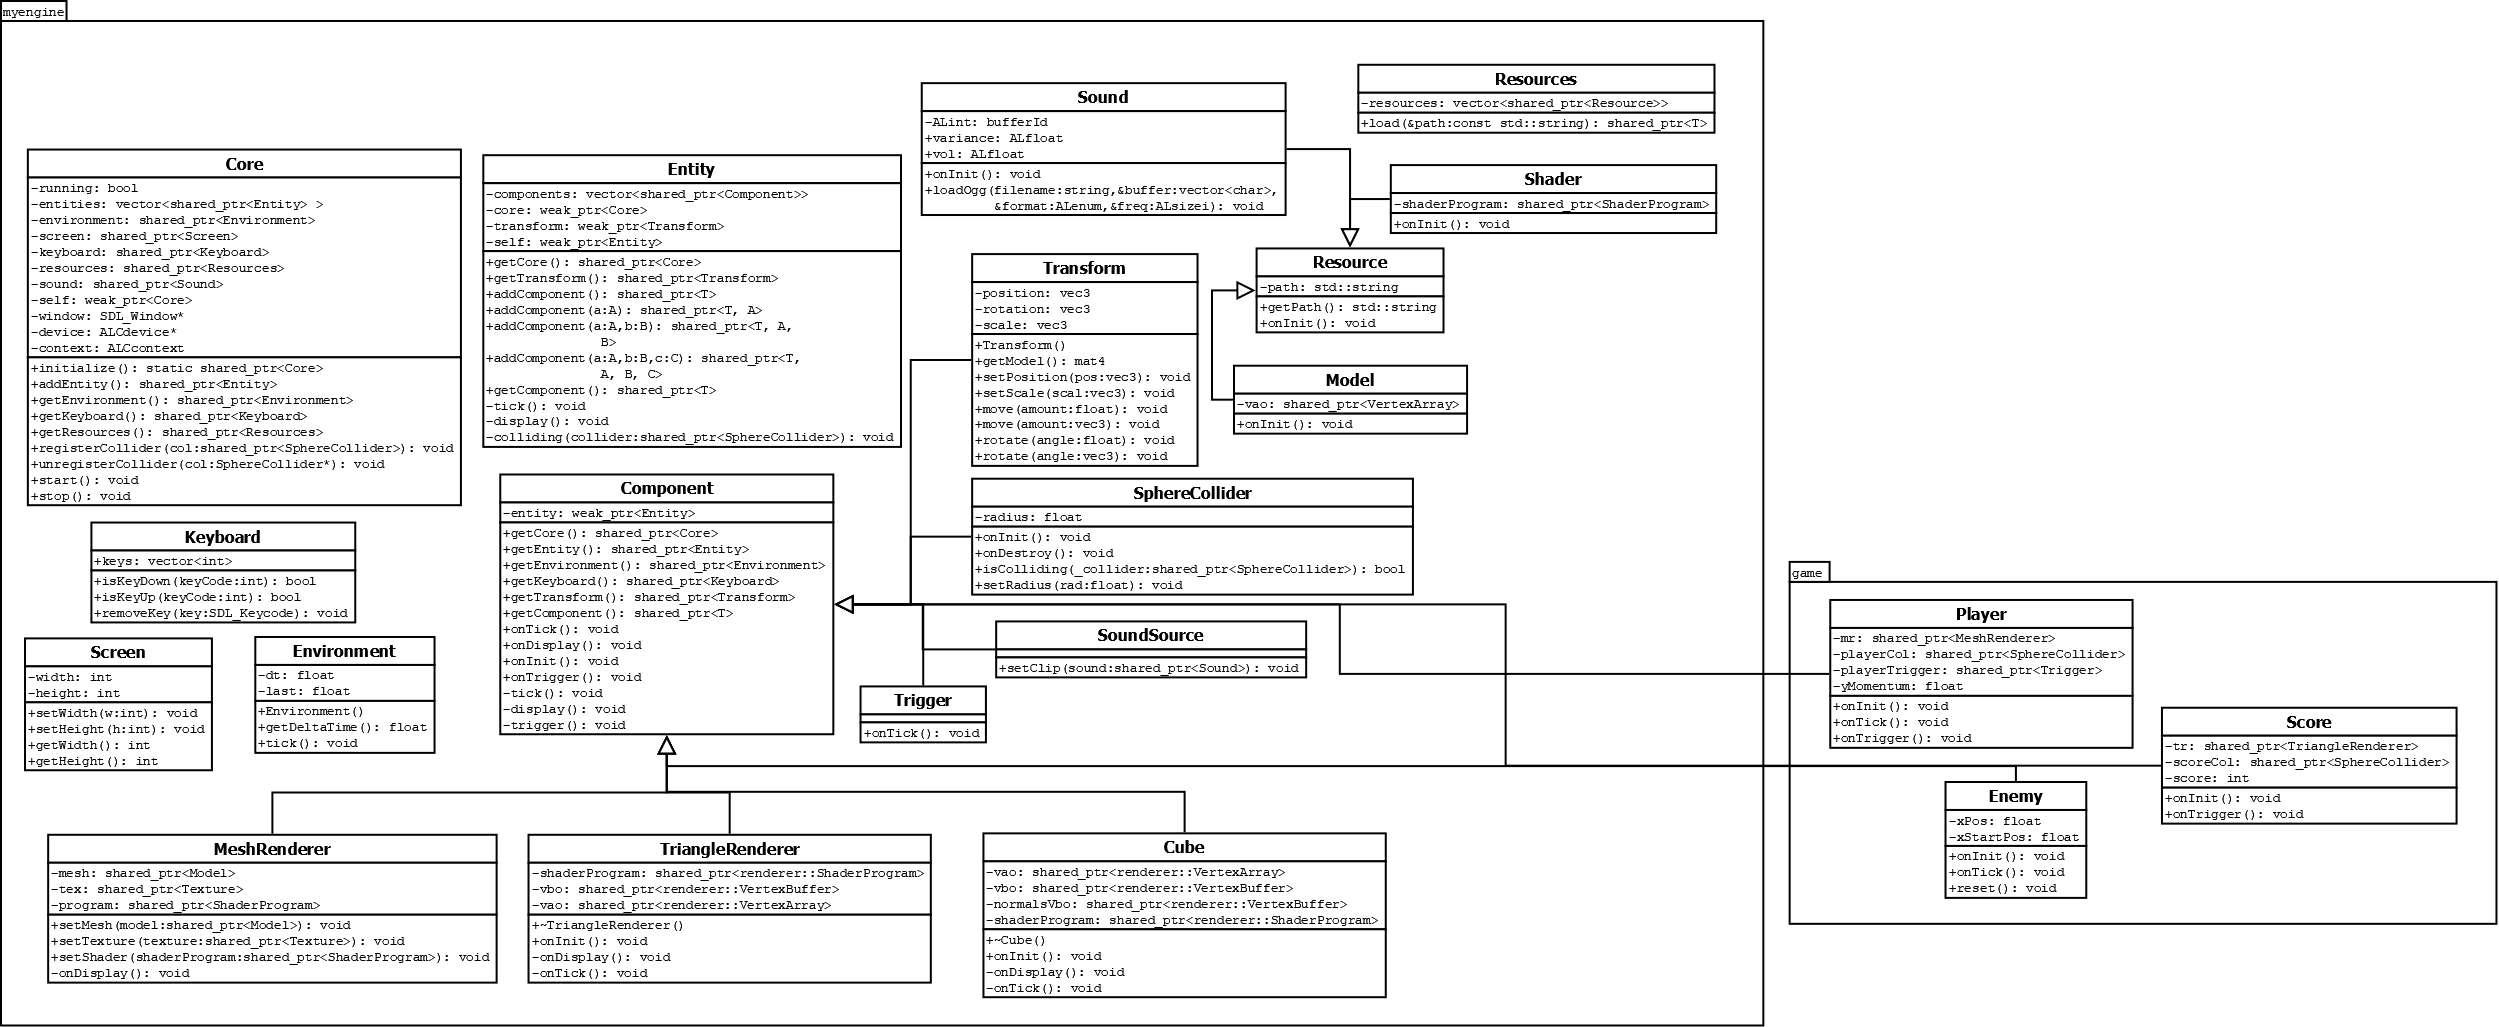 myengine
Core
-running: bool
-entities: vector<shared_ptr<Entity> >
-environment: shared_ptr<Environment>
-screen: shared_ptr<Screen>
-keyboard: shared_ptr<Keyboard>
-resources: shared_ptr<Resources>
-sound: shared_ptr<Sound>
-self: weak_ptr<Core>
-window: SDL_Window*
-device: ALCdevice*
-context: ALCcontext
+initialize(): static shared_ptr<Core>
+addEntity(): shared_ptr<Entity>
+getEnvironment(): shared_ptr<Environment>
+getKeyboard(): shared_ptr<Keyboard>
+getResources(): shared_ptr<Resources>
+registerCollider(col:shared_ptr<SphereCollider>): void
+unregisterCollider(col:SphereCollider*): void
+start(): void
+stop(): void
Keyboard
+keys: vector<int>
+isKeyDown(keyCode:int): bool
+isKeyUp(keyCode:int): bool
+removeKey(key:SDL_Keycode): void
Screen
-width: int
-height: int
+setWidth(w:int): void
+setHeight(h:int): void
+getWidth(): int
+getHeight(): int
Environment
-dt: float
-last: float
+Environment()
+getDeltaTime(): float
+tick(): void
Entity
-components: vector<shared_ptr<Component>>
-core: weak_ptr<Core>
-transform: weak_ptr<Transform>
-self: weak_ptr<Entity>
+getCore(): shared_ptr<Core>
+getTransform(): shared_ptr<Transform>
+addComponent(): shared_ptr<T>
+addComponent(a:A): shared_ptr<T, A>
+addComponent(a:A,b:B): shared_ptr<T, A,
B>
+addComponent(a:A,b:B,c:C): shared_ptr<T,
A, B, C>
+getComponent(): shared_ptr<T>
-tick(): void
-display(): void
-colliding(collider:shared_ptr<SphereCollider>): void
Component
-entity: weak_ptr<Entity>
+getCore(): shared_ptr<Core>
+getEntity(): shared_ptr<Entity>
+getEnvironment(): shared_ptr<Environment>
+getKeyboard(): shared_ptr<Keyboard>
+getTransform(): shared_ptr<Transform>
+getComponent(): shared_ptr<T>
+onTick(): void
+onDisplay(): void
+onInit(): void
+onTrigger(): void
-tick(): void
-display(): void
-trigger(): void
Sound
-ALint: bufferId
+variance: ALfloat
+vol: ALfloat
+onInit(): void
+loadOgg(filename:string,&buffer:vector<char>,
&format:ALenum,&freq:ALsizei): void
Resources
-resources: vector<shared_ptr<Resource>>
+load(&path:const std::string): shared_ptr<T>
Shader
-shaderProgram: shared_ptr<ShaderProgram>
+onInit(): void
Resource
-path: std::string
+getPath(): std::string
+onInit(): void
Model
-vao: shared_ptr<VertexArray>
+onInit(): void
Transform
-position: vec3
-rotation: vec3
-scale: vec3
+Transform()
+getModel(): mat4
+setPosition(pos:vec3): void
+setScale(scal:vec3): void
+move(amount:float): void
+move(amount:vec3): void
+rotate(angle:float): void
+rotate(angle:vec3): void
SphereCollider
-radius: float
+onInit(): void
+onDestroy(): void
+isColliding(_collider:shared_ptr<SphereCollider>): bool
+setRadius(rad:float): void
SoundSource
+setClip(sound:shared_ptr<Sound>): void
Trigger
+onTick(): void
MeshRenderer
-mesh: shared_ptr<Model>
-tex: shared_ptr<Texture>
-program: shared_ptr<ShaderProgram>
+setMesh(model:shared_ptr<Model>): void
+setTexture(texture:shared_ptr<Texture>): void
+setShader(shaderProgram:shared_ptr<ShaderProgram>): void
-onDisplay(): void
TriangleRenderer
-shaderProgram: shared_ptr<renderer::ShaderProgram>
-vbo: shared_ptr<renderer::VertexBuffer>
-vao: shared_ptr<renderer::VertexArray>
+~TriangleRenderer()
+onInit(): void
-onDisplay(): void
-onTick(): void
Cube
-vao: shared_ptr<renderer::VertexArray>
-vbo: shared_ptr<renderer::VertexBuffer>
-normalsVbo: shared_ptr<renderer::VertexBuffer>
-shaderProgram: shared_ptr<renderer::ShaderProgram>
+~Cube()
+onInit(): void
-onDisplay(): void
-onTick(): void
game
Player
-mr: shared_ptr<MeshRenderer>
-playerCol: shared_ptr<SphereCollider>
-playerTrigger: shared_ptr<Trigger>
-yMomentum: float
+onInit(): void
+onTick(): void
+onTrigger(): void
Score
-tr: shared_ptr<TriangleRenderer>
-scoreCol: shared_ptr<SphereCollider>
-score: int
+onInit(): void
+onTrigger(): void
Enemy
-xPos: float
-xStartPos: float
+onInit(): void
+onTick(): void
+reset(): void